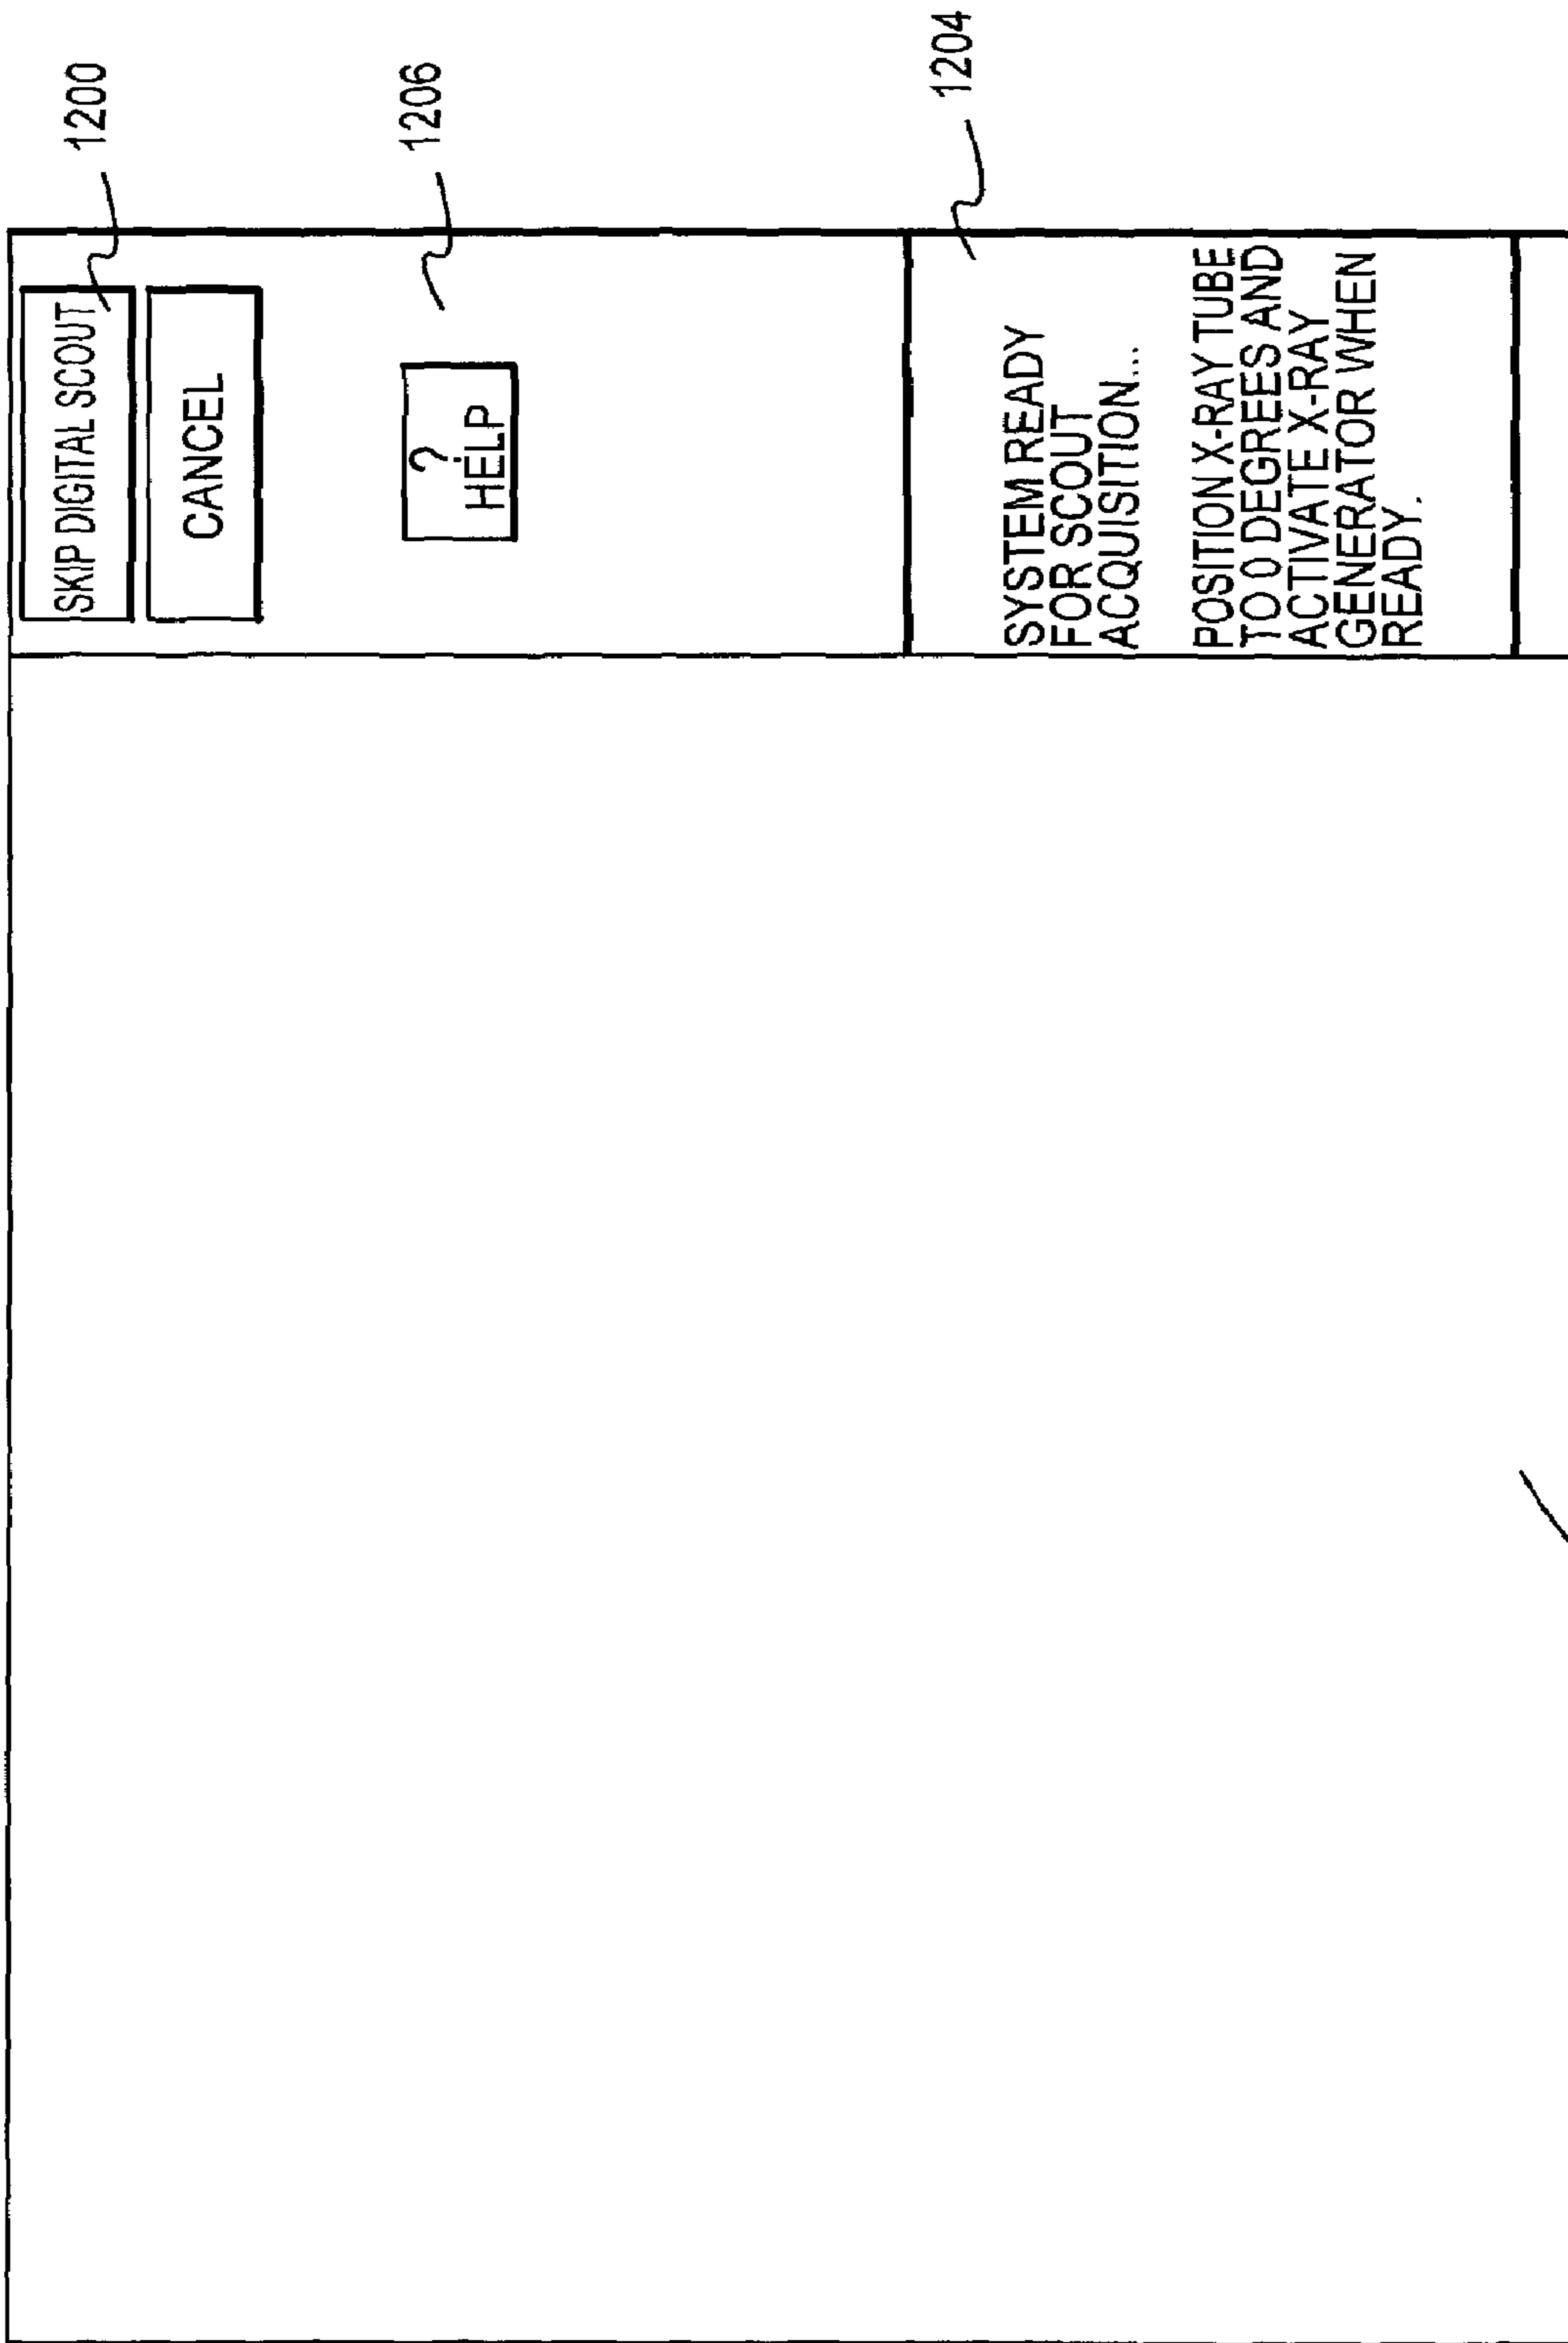 1200
SKIP DIGITAL SCOUT
CANCEL
1206
?
HELP
1204
SYSTEM READY
FOR SCOUT
ACQUISITION...
POSITION X-RAY TUBE
TO 0 DEGREES AND
ACTIVATE X-RAY
GENERATOR WHEN
READY.